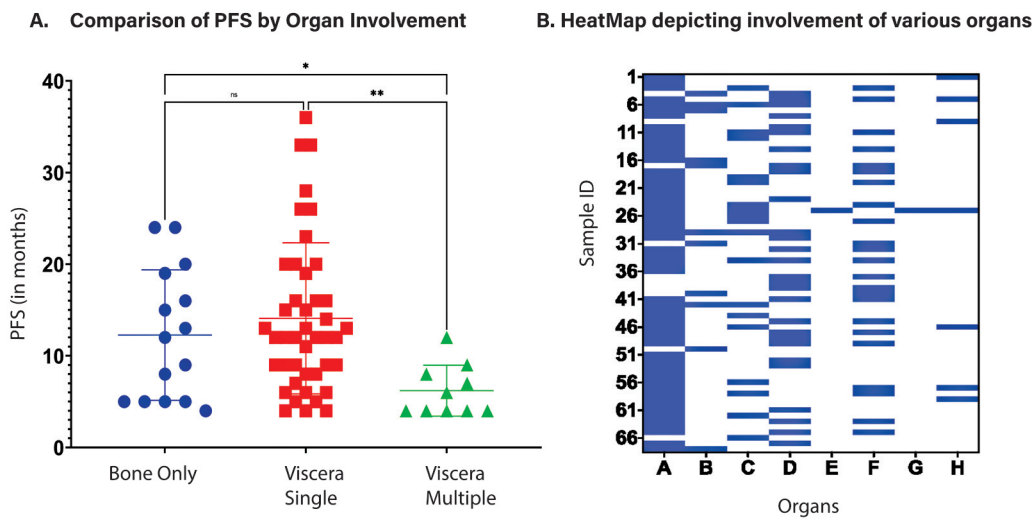 A. Comparison of PFS by Organ Involvement
PFS (in months)
40
30
20
10
0
*
ns
**
Bone Only
Viscera
Single
Viscera
Multiple
B. HeatMap depicting involvement of various organs
Sample ID
1
6
11
16
21
26
31
36
41
46
51
56
61
66
A B C D E F G H
Organs